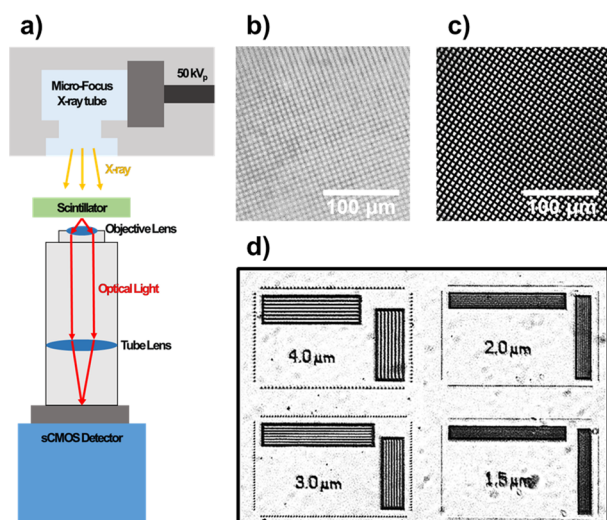 a)
50 kVp
Micro-Focus
X-ray tube
X-ray
Scintillator
Objective Lens
Optical Light
Tube Lens
sCMOS Detector
b)
100 µm
c)
100 µm
d)
4.0 µm
2.0 µm
3.0 µm
1.5 µm